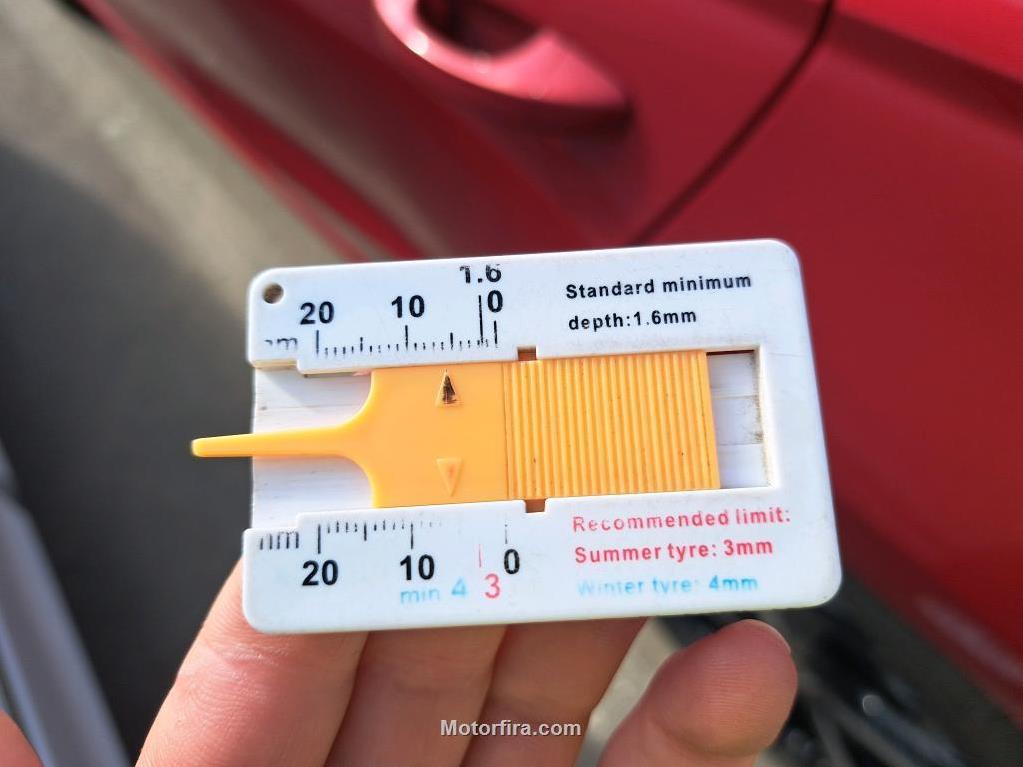 1.6
20 10 0
Standard minimum
depth:1.6mm
20 10 0
min 4 3
Recommended limit:
Summer tyre: 3mm
Winter tyre: 4mm
Motorfira.com